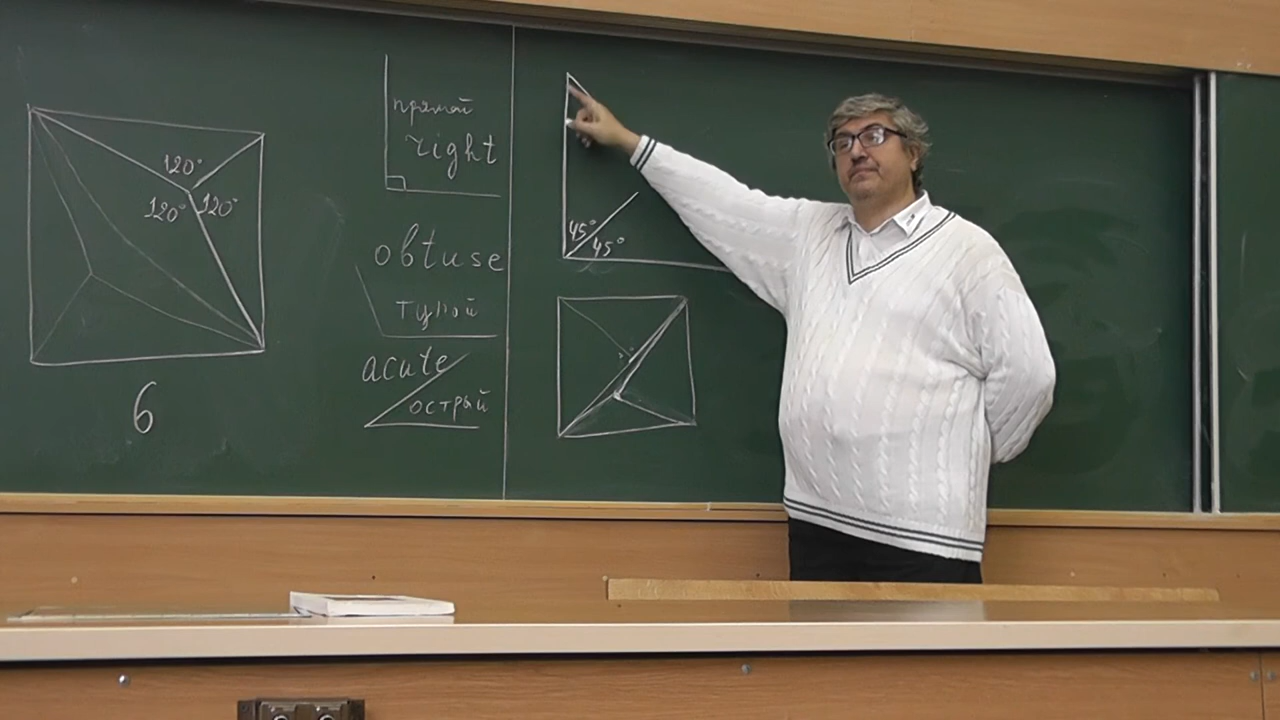 120°
120° 120°
6
прямой
right
obtuse
тупой
acute
острый
45°
45°